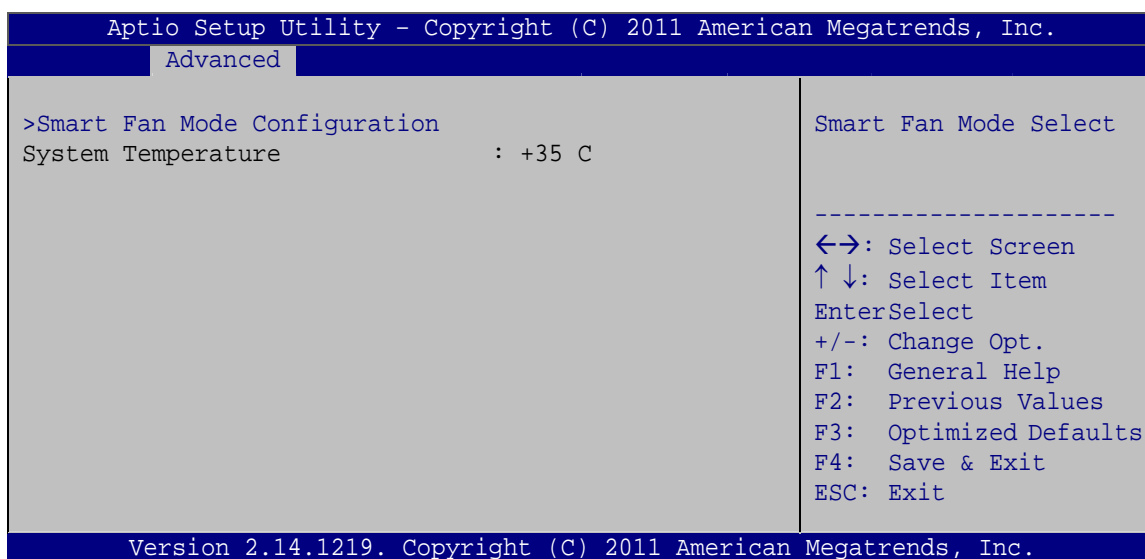 Aptio Setup Utility – Copyright (C) 2011 American Megatrends, Inc.
Advanced
>Smart Fan Mode Configuration
System Temperature : +35 C
Smart Fan Mode Select
---------------------
←→: Select Screen
↑ ↓: Select Item
EnterSelect
+/-: Change Opt.
F1: General Help
F2: Previous Values
F3: Optimized Defaults
F4: Save & Exit
ESC: Exit
Version 2.14.1219. Copyright (C) 2011 American Megatrends, Inc.